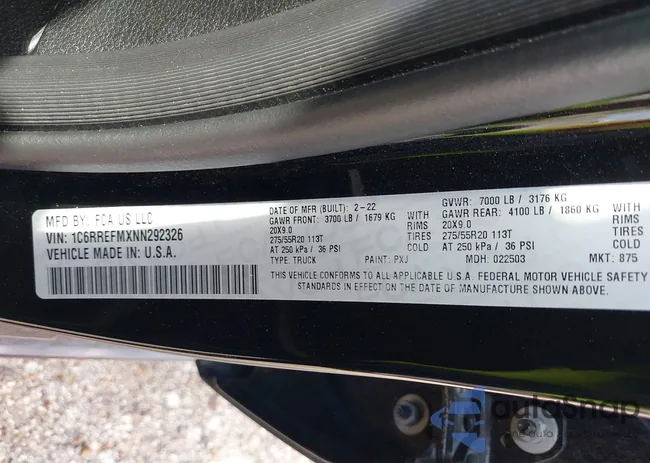 MFD BY: FCA US LLC
VIN: 1C6RREFMXNN292326
VEHICLE MADE IN: U.S.A.
DATE OF MFR (BUILT): 2-22
GAWR FRONT: 3700 LB / 1679 KG WITH
20X9.0 RIMS
275/55R20 113T TIRES
AT 250 kPa / 36 PSI COLD
TYPE: TRUCK PAINT: PXJ
GVWR: 7000 LB / 3176 KG
GAWR REAR: 4100 LB / 1860 KG WITH
20X9.0 RIMS
275/55R20 113T TIRES
AT 250 kPa / 36 PSI COLD
MDH: 022503 MKT: 875
THIS VEHICLE CONFORMS TO ALL APPLICABLE U.S.A. FEDERAL MOTOR VEHICLE SAFETY
STANDARDS IN EFFECT ON THE DATE OF MANUFACTURE SHOWN ABOVE.
autoSnap